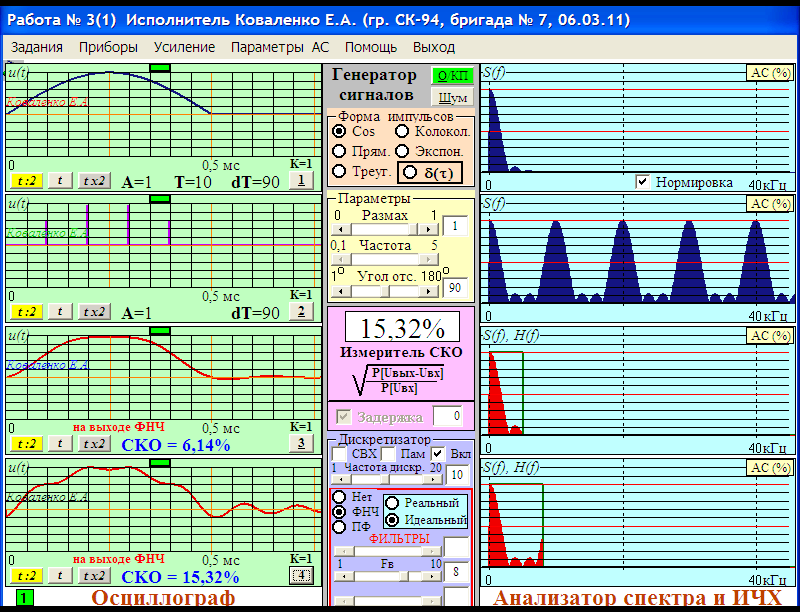 Работа № 3(1) Исполнитель Коваленко Е.А. (гр. СК-94, бригада № 7, 06.03.11)
Задания Приборы Усиление Параметры АС Помощь Выход
u(t)
Коваленко Е.А.
0 0,5 мс K=1
t:2 t t x2 A=1 T=10 dT=90 1
u(t)
Коваленко Е.А.
0 0,5 мс K=1
t:2 t t x2 A=1 dT=90 2
u(t)
Коваленко Е.А.
0 на выходе ФНЧ 0,5 мс K=1
t:2 t t x2 СКО = 6,14% 3
u(t)
Коваленко Е.А.
0 на выходе ФНЧ 0,5 мс K=1
t:2 t t x2 СКО = 15,32% 4
1 Осциллограф
Генератор сигналов
О/КП
Шум
Форма импульсов
Cos Колокол.
Прям. Экспон.
Треуг. δ(τ)
Параметры
0 Размах 1 1
0,1 Частота 5
1° Угол отс. 180° 90
15,32%
Измеритель СКО
√ P[Uвых-Uвх]
P[Uвх]
Задержка 0
Дискретизатор
СВХ Пам Вкл
1 Частота дискр. 20 10
Нет
ФНЧ
ПФ
Реальный
Идеальный
ФИЛЬТРЫ
1 Fв 10 8
S(f) АС (%)
0 Нормировка 40кГц
S(f) АС (%)
0 40кГц
S(f), H(f) АС (%)
0 40кГц
S(f), H(f) АС (%)
0 40кГц
Анализатор спектра и ИЧХ